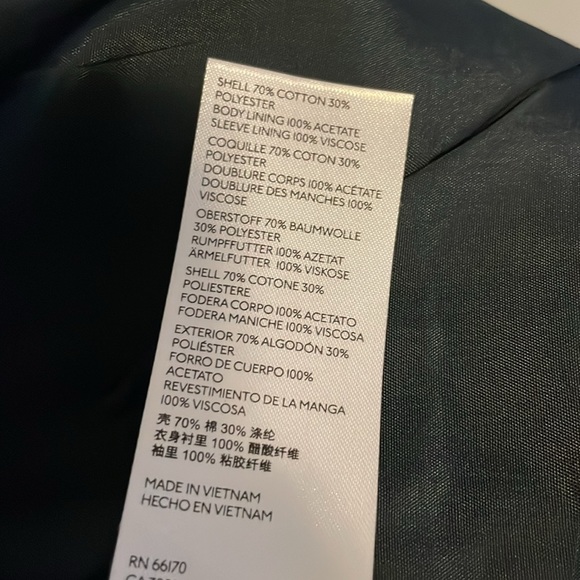 SHELL 70% COTTON 30%
POLYESTER
BODY LINING 100% ACETATE
SLEEVE LINING 100% VISCOSE
COQUILLE 70% COTON 30%
POLYESTER
DOUBLURE CORPS 100% ACÉTATE
DOUBLURE DES MANCHES 100%
VISCOSE
OBERSTOFF 70% BAUMWOLLE
30% POLYESTER
RUMPFFUTTER 100% AZETAT
ÄRMELFUTTER 100% VISKOSE
SHELL 70% COTONE 30%
POLIESTERE
FODERA CORPO 100% ACETATO
FODERA MANICHE 100% VISCOSA
EXTERIOR 70% ALGODÓN 30%
POLIÉSTER
FORRO DE CUERPO 100%
ACETATO
REVESTIMIENTO DE LA MANGA
100% VISCOSA
壳 70% 棉 30% 涤纶
衣身衬里 100% 醋酸纤维
袖里 100% 粘胶纤维
MADE IN VIETNAM
HECHO EN VIETNAM
RN 66170